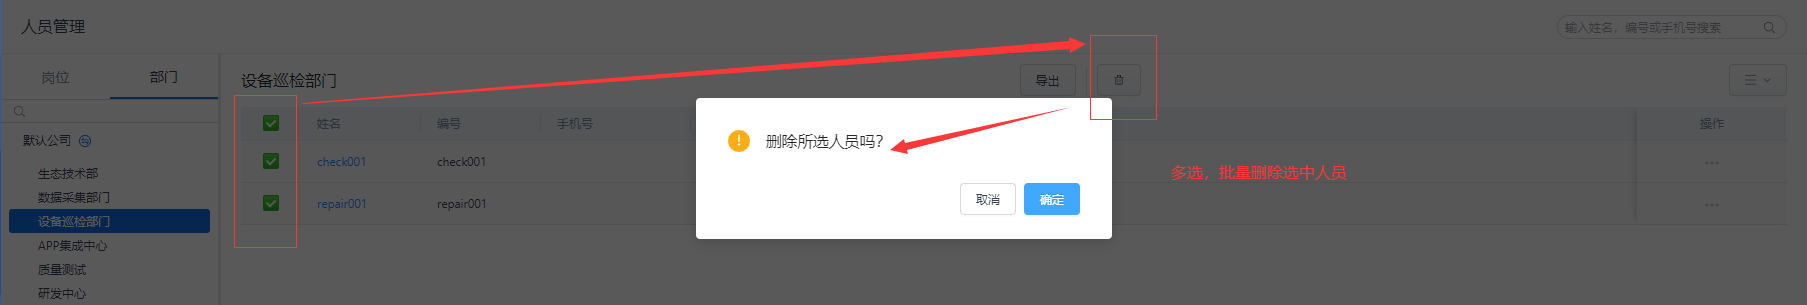 人员管理
输入姓名，编号或手机号搜索
岗位 部门
设备巡检部门
导出
默认公司
生态技术部
数据采集部门
设备巡检部门
APP集成中心
质量测试
研发中心
姓名 编号 手机号 操作
check001 check001
repair001 repair001
删除所选人员吗？
取消 确定
多选，批量删除选中人员